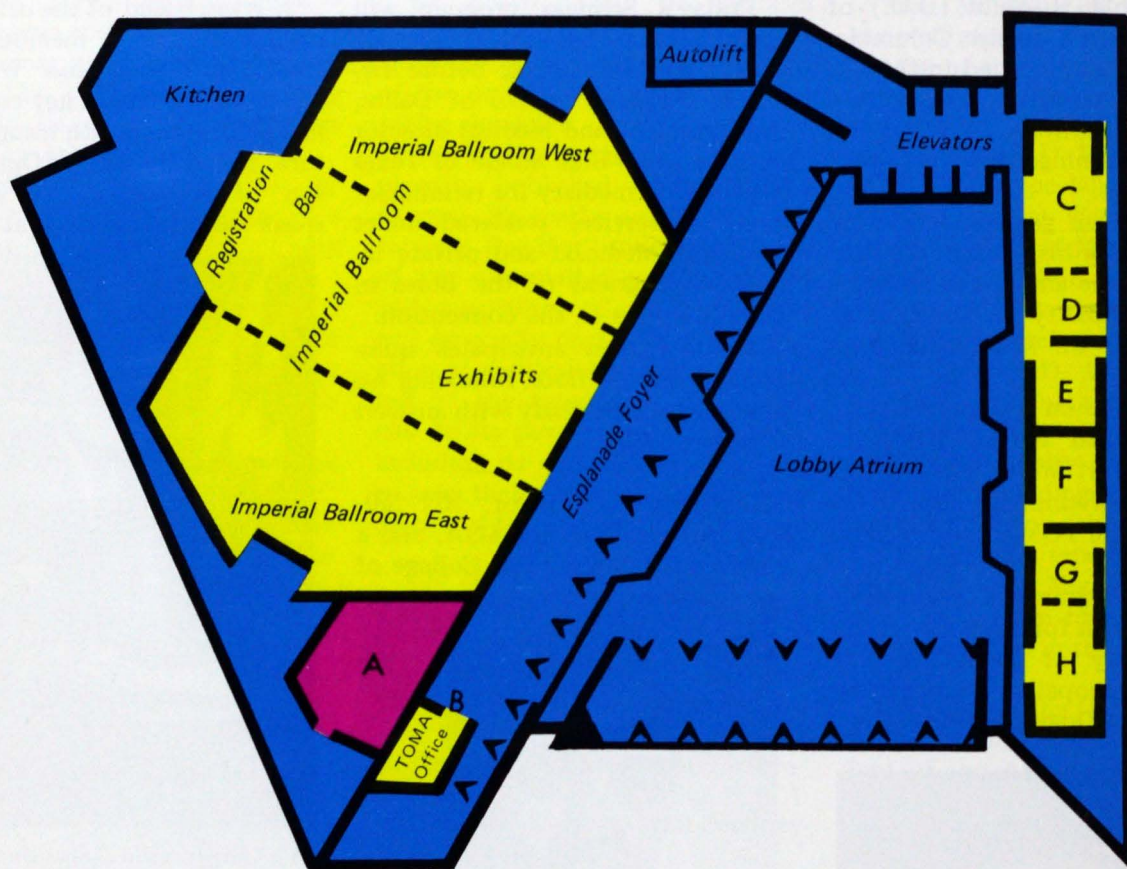 Autolift
Kitchen
Elevators
Imperial Ballroom West
Registration
Bar
Imperial Ballroom
C
D
Exhibits
E
Esplanade Foyer
Lobby Atrium
F
Imperial Ballroom East
G
A
H
B
TOMA
Office